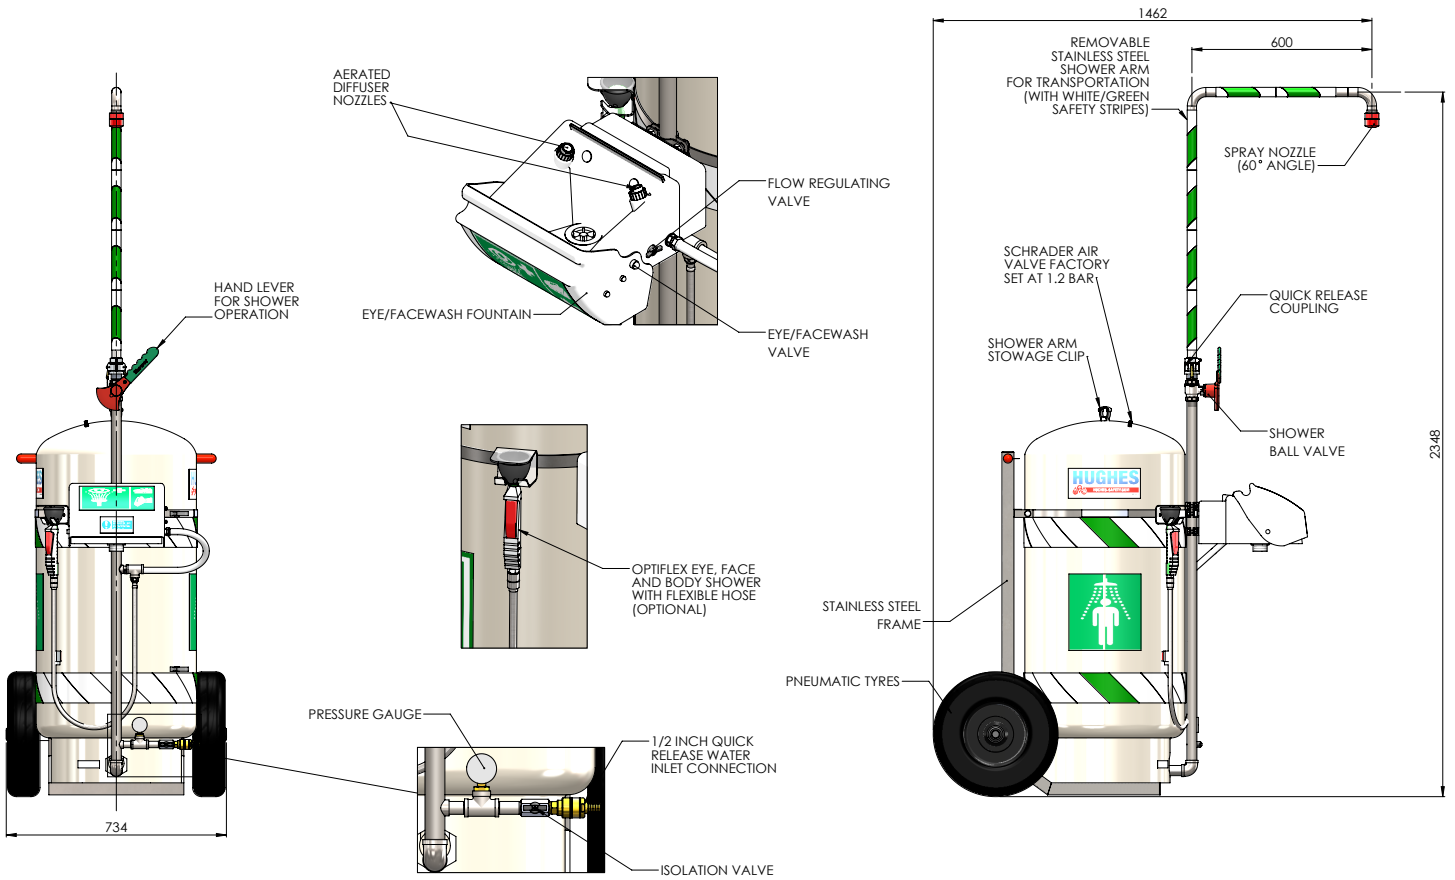 1462
600
REMOVABLE
STAINLESS STEEL
SHOWER ARM
FOR TRANSPORTATION
(WITH WHITE/GREEN
SAFETY STRIPES)
AERATED
DIFFUSER
NOZZLES
SPRAY NOZZLE
(60° ANGLE)
FLOW REGULATING
VALVE
SCHRADER AIR
VALVE FACTORY
SET AT 1.2 BAR
HAND LEVER
FOR SHOWER
OPERATION
QUICK RELEASE
COUPLING
EYE/FACEWASH FOUNTAIN
EYE/FACEWASH
VALVE
SHOWER ARM
STOWAGE CLIP
SHOWER
BALL VALVE
2348
HUGHES
OPTIFLEX EYE, FACE
AND BODY SHOWER
WITH FLEXIBLE HOSE
(OPTIONAL)
STAINLESS STEEL
FRAME
PNEUMATIC TYRES
PRESSURE GAUGE
1/2 INCH QUICK
RELEASE WATER
INLET CONNECTION
734
ISOLATION VALVE